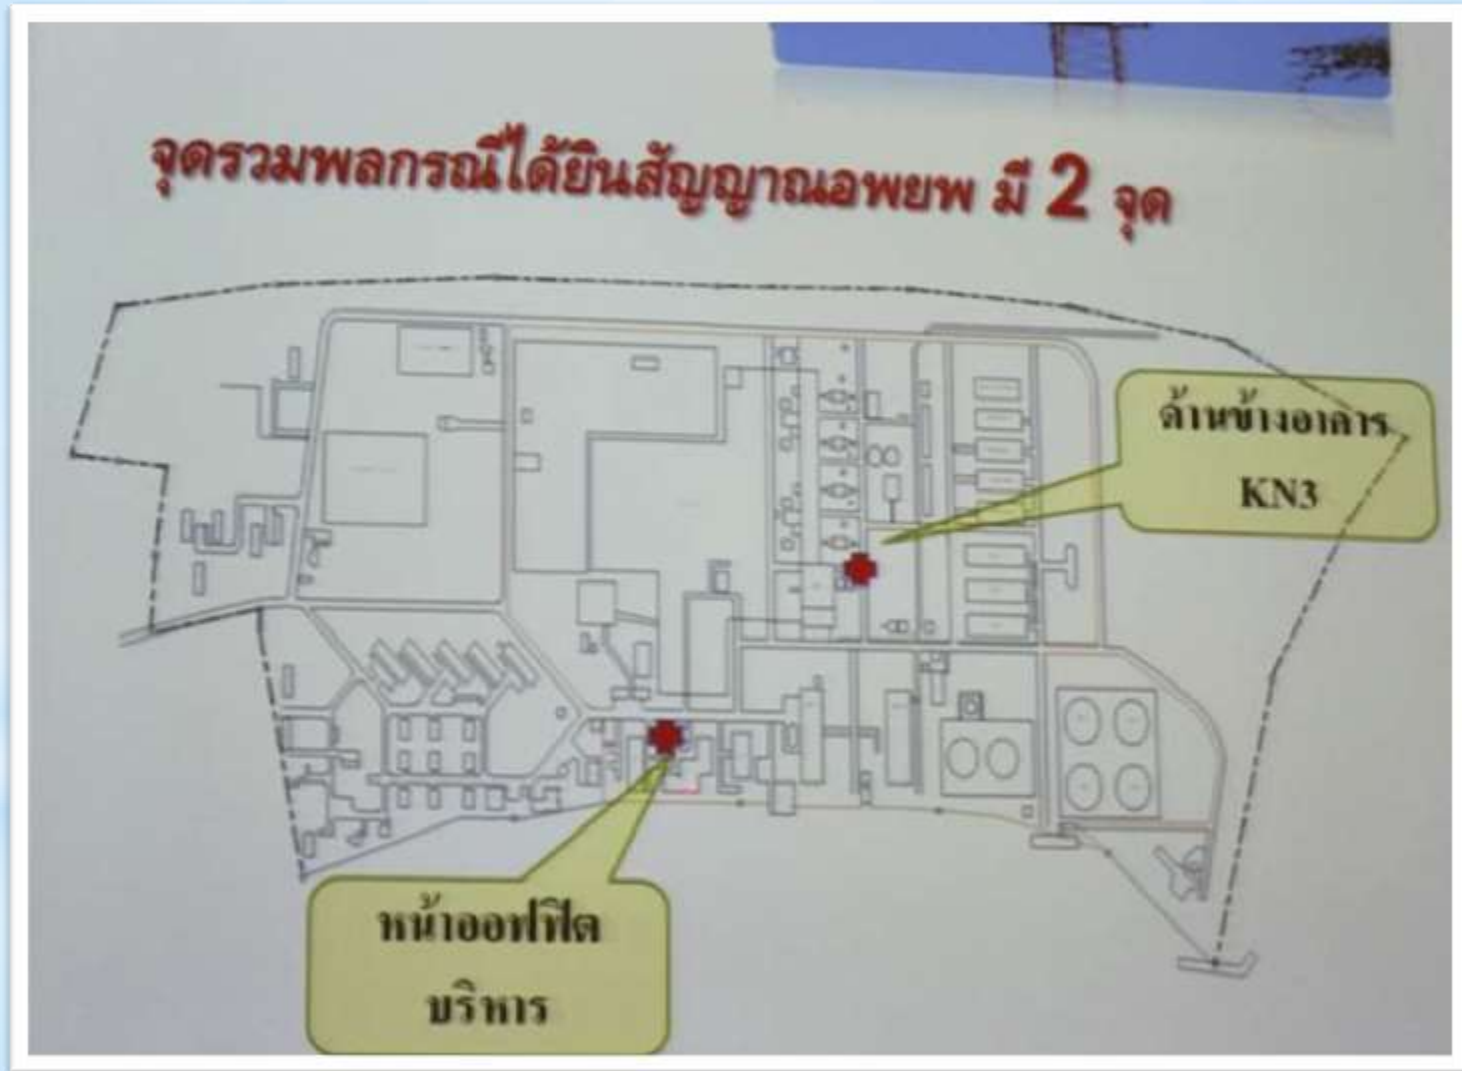 จุดรวมพลกรณีได้ยินสัญญาณอพยพ มี 2 จุด
ด้านข้างอาคาร
KN3
หน้าออฟฟิต
บริหาร